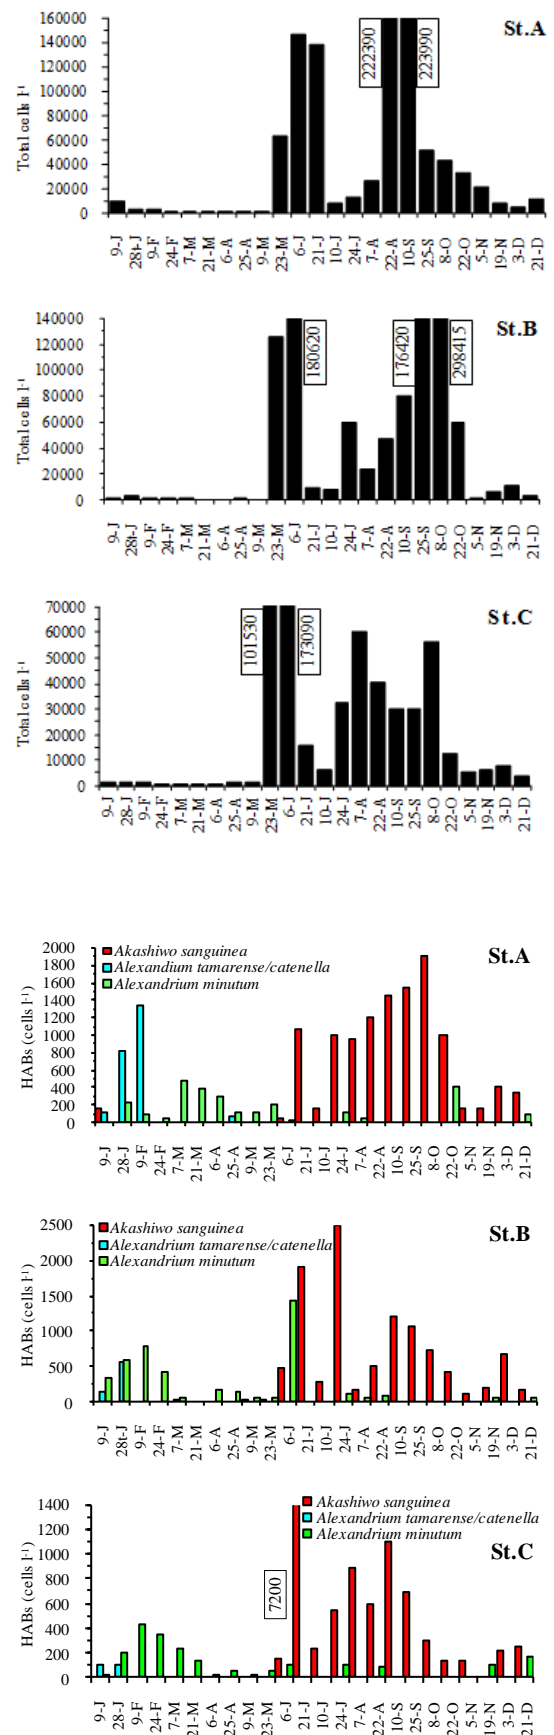 St.A
Total cells l⁻¹
160000
140000
120000
100000
80000
60000
40000
20000
0
222390
223990
9-J 28t-J 9-F 24-F 7-M 21-M 6-A 25-A 9-M 23-M 6-J 21-J 10-J 24-J 7-A 22-A 10-S 25-S 8-O 22-O 5-N 19-N 3-D 21-D
St.B
Total cells l⁻¹
140000
120000
100000
80000
60000
40000
20000
0
180620
176420
298415
9-J 28t-J 9-F 24-F 7-M 21-M 6-A 25-A 9-M 23-M 6-J 21-J 10-J 24-J 7-A 22-A 10-S 25-S 8-O 22-O 5-N 19-N 3-D 21-D
St.C
Total cells l⁻¹
70000
60000
50000
40000
30000
20000
10000
0
101530
173090
9-J 28-J 9-F 24-F 7-M 21-M 6-A 25-A 9-M 23-M 6-J 21-J 10-J 24-J 7-A 22-A 10-S 25-S 8-O 22-O 5-N 19-N 3-D 21-D
St.A
HABs (cells l⁻¹)
2000
1800
1600
1400
1200
1000
800
600
400
200
0
Akashiwo sanguinea
Alexandium tamarense/catenella
Alexandrium minutum
9-J 28-J 9-F 24-F 7-M 21-M 6-A 25-A 9-M 23-M 6-J 21-J 10-J 24-J 7-A 22-A 10-S 25-S 8-O 22-O 5-N 19-N 3-D 21-D
St.B
HABs (cells l⁻¹)
2500
2000
1500
1000
500
0
Akashiwo sanguinea
Alexandrium tamarense/catenella
Alexandrium minutum
9-J 28t-J 9-F 24-F 7-M 21-M 6-A 25-A 9-M 23-M 6-J 21-J 10-J 24-J 7-A 22-A 10-S 25-S 8-O 22-O 5-N 19-N 3-D 21-D
St.C
HABs (cells l⁻¹)
1400
1200
1000
800
600
400
200
0
Akashiwo sanguinea
Alexandrium tamarense/catenella
Alexandrium minutum
7200
9-J 28-J 9-F 24-F 7-M 21-M 6-A 25-A 9-M 23-M 6-J 21-J 10-J 24-J 7-A 22-A 10-S 25-S 8-O 22-O 5-N 19-N 3-D 21-D